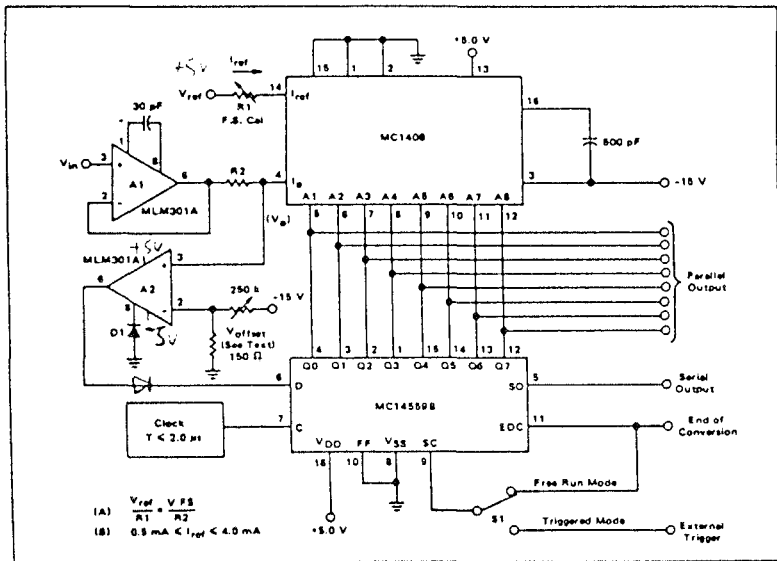 +5.0 V
15 1 2 13
+5V Iref
Vref 14 Iref
R1
F.S. Cal
MC1408
16
500 pF
30 pF
1 8
Vin 3 +
A1 6 R2 4 Io
2 -
MLM301A
3 -15 V
A1 A2 A3 A4 A5 A6 A7 A8
5 6 7 8 9 10 11 12
(Vo)
Parallel
Output
MLM301A +5V
6 A2 3 +
2 -
8
250 k -15 V
D1 -5V
Voffset
(See Text)
150 Ω
4 3 2 1 15 14 13 12
Q0 Q1 Q2 Q3 Q4 Q5 Q6 Q7
6 D
SO 5 Serial
Output
MC14559B
Clock
T ≤ 2.0 µs
7 C
EOC 11 End of
Conversion
VDD FF VSS SC
16 10 8 9
Free Run Mode
S1
Triggered Mode
External
Trigger
+5.0 V
(A) Vref/R1 = VFS/R2
(B) 0.5 mA ≤ Iref ≤ 4.0 mA